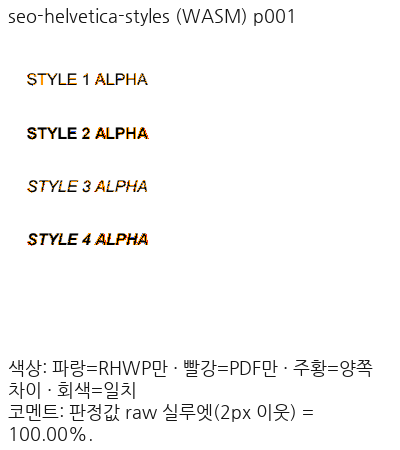 seo-helvetica-styles (WASM) p001
STYLE 1 ALPHA
STYLE 2 ALPHA
STYLE 3 ALPHA
STYLE 4 ALPHA
색상: 파랑=RHWP만 · 빨강=PDF만 · 주황=양쪽
차이 · 회색=일치
코멘트: 판정값 raw 실루엣(2px 이웃) =
100.00%.